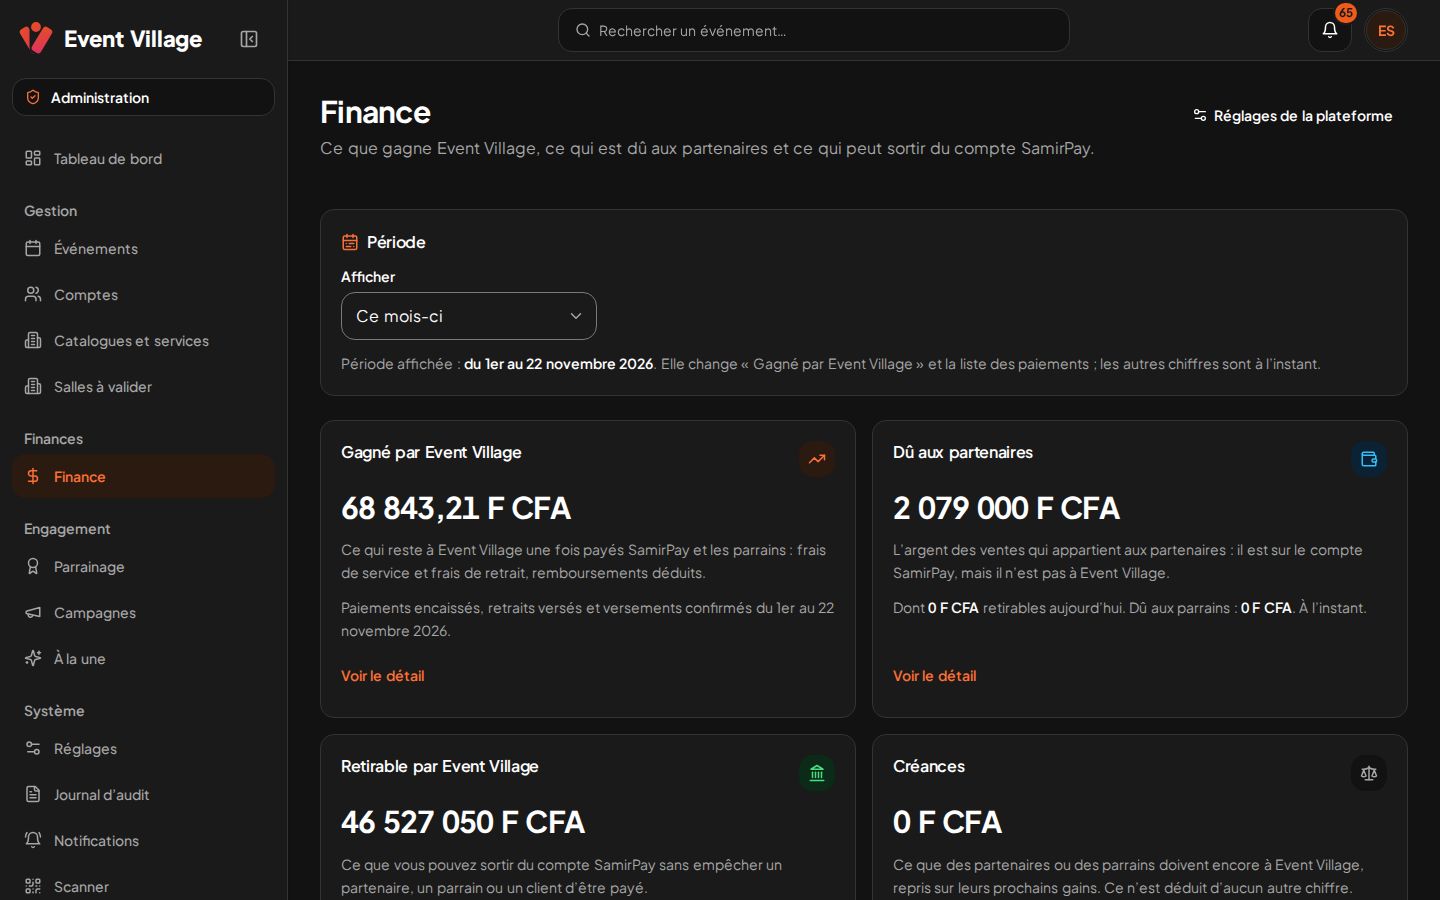 Event Village
Administration
Tableau de bord
Gestion
Événements
Comptes
Catalogues et services
Salles à valider
Finances
Finance
Engagement
Parrainage
Campagnes
À la une
Système
Réglages
Journal d'audit
Notifications
Scanner
Rechercher un événement...
65
ES
Finance
Réglages de la plateforme
Ce que gagne Event Village, ce qui est dû aux partenaires et ce qui peut sortir du compte SamirPay.
Période
Afficher
Ce mois-ci
Période affichée : du 1er au 22 novembre 2026. Elle change « Gagné par Event Village » et la liste des paiements ; les autres chiffres sont à l'instant.
Gagné par Event Village
68 843,21 F CFA
Ce qui reste à Event Village une fois payés SamirPay et les parrains : frais
de service et frais de retrait, remboursements déduits.
Paiements encaissés, retraits versés et versements confirmés du 1er au 22
novembre 2026.
Voir le détail
Dû aux partenaires
2 079 000 F CFA
L'argent des ventes qui appartient aux partenaires : il est sur le compte
SamirPay, mais il n'est pas à Event Village.
Dont 0 F CFA retirables aujourd'hui. Dû aux parrains : 0 F CFA. À l'instant.
Voir le détail
Retirable par Event Village
46 527 050 F CFA
Ce que vous pouvez sortir du compte SamirPay sans empêcher un
partenaire, un parrain ou un client d'être payé.
Créances
0 F CFA
Ce que des partenaires ou des parrains doivent encore à Event Village,
repris sur leurs prochains gains. Ce n'est déduit d'aucun autre chiffre.